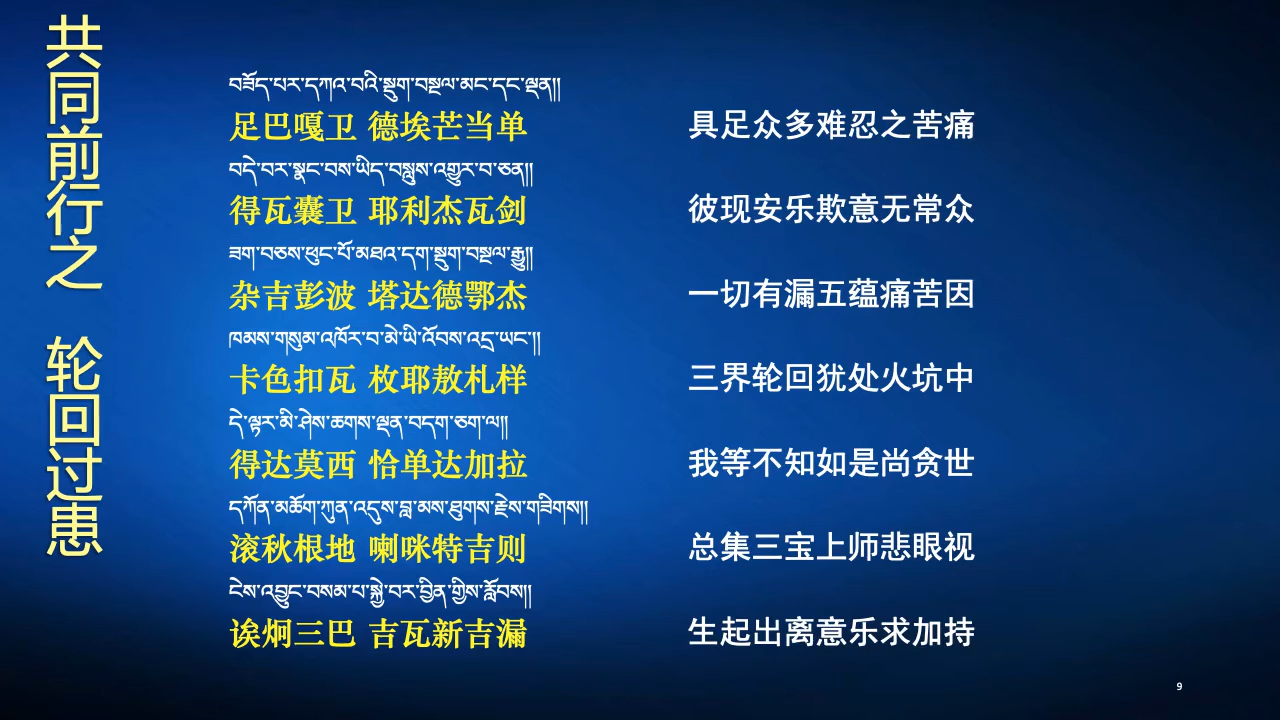 共同前行之 轮回过患
བཟོད་པར་དཀའ་བའི་སྡུག་བསྔལ་མང་དང་ལྡན།།
足巴嘎卫 德埃芒当单
具足众多难忍之苦痛
བདེ་བར་སྣང་བས་ཡིད་བསླུས་འགྱུར་བ་ཅན།།
得瓦囊卫 耶利杰瓦剑
彼现安乐欺意无常众
ཟག་བཅས་ཕུང་པོ་མཐའ་དག་སྡུག་བསྔལ་རྒྱུ།།
杂吉彭波 塔达德鄂杰
一切有漏五蕴痛苦因
ཁམས་གསུམ་འཁོར་བ་མེ་ཡི་འོབས་འདྲ་ཡང་།།
卡色扣瓦 枚耶敖札样
三界轮回犹处火坑中
དེ་ལྟར་མི་ཤེས་ཆགས་ལྡན་བདག་ཅག་ལ།།
得达莫西 恰单达加拉
我等不知如是尚贪世
དཀོན་མཆོག་ཀུན་འདུས་བླ་མས་ཐུགས་རྗེས་གཟིགས།།
滚秋根地 喇咪特吉则
总集三宝上师悲眼视
ངེས་འབྱུང་བསམ་པ་སྐྱེ་བར་བྱིན་གྱིས་རློབས།།
诶炯三巴 吉瓦新吉漏
生起出离意乐求加持
9